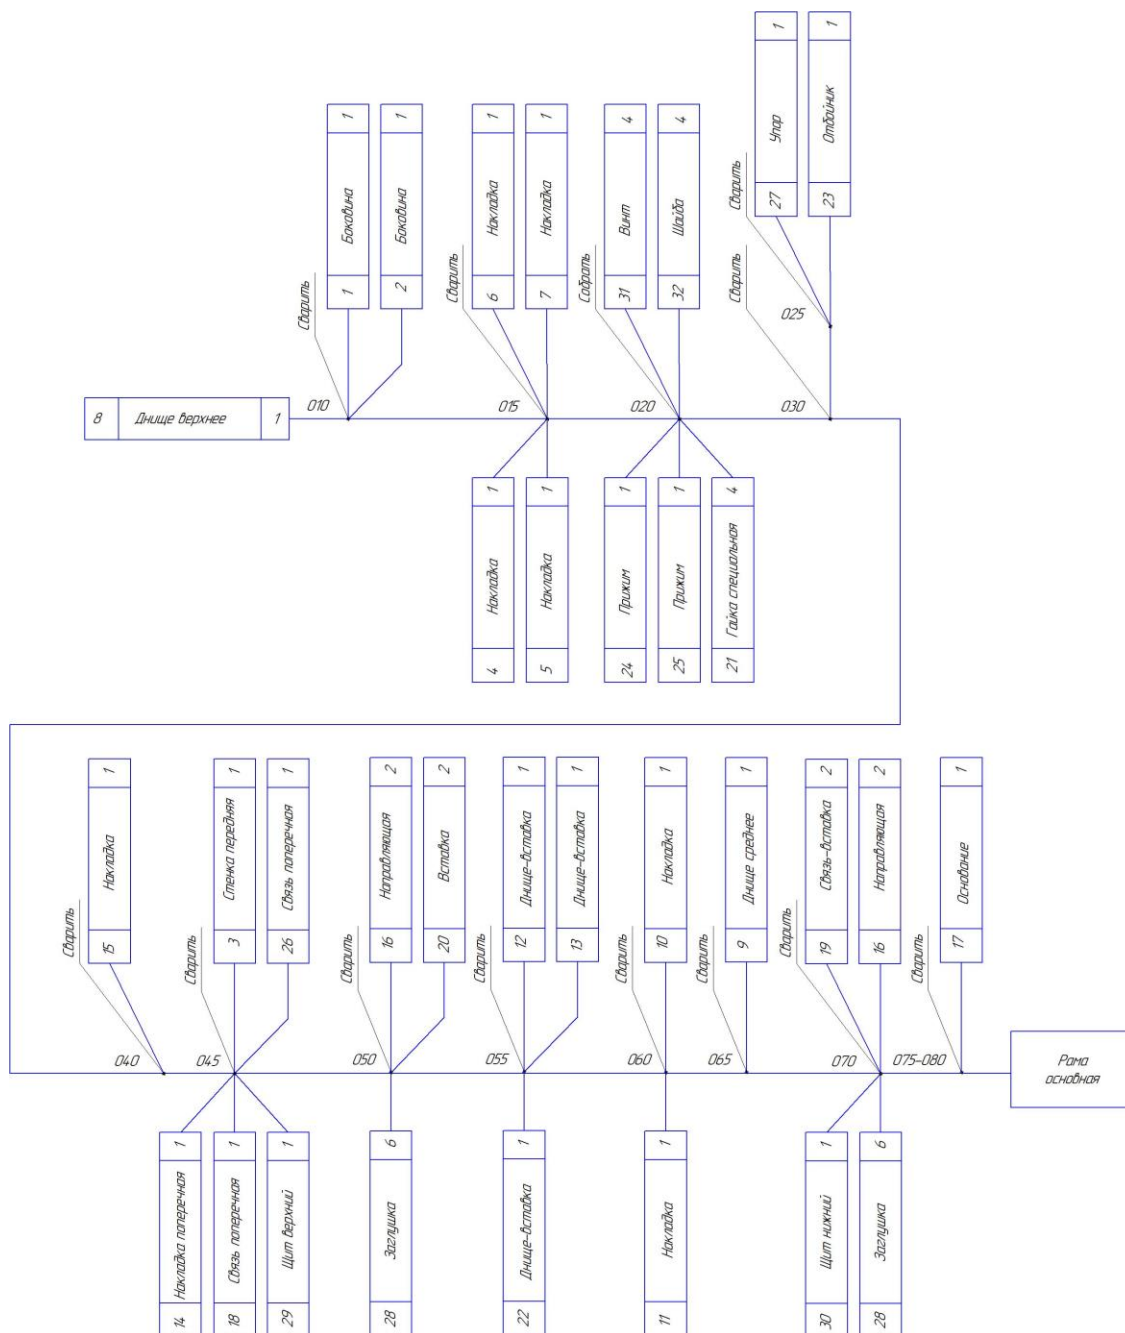 8 Днище верхнее 1
010
Сварить
1 Боковина 1
2 Боковина 1
015
Сварить
6 Накладка 1
7 Накладка 1
4 Накладка 1
5 Накладка 1
020
Собрать
31 Винт 4
32 Шайба 4
24 Прижим 1
25 Прижим 1
21 Гайка специальная 4
030
Сварить
025
Сварить
27 Упор 1
23 Отбойник 1
040
Сварить
15 Накладка 1
045
Сварить
3 Стенка передняя 1
26 Связь поперечная 1
14 Накладка поперечная 1
18 Связь поперечная 1
29 Щит верхний 1
050
Сварить
16 Направляющая 2
20 Вставка 2
28 Заглушка 6
055
Сварить
12 Днище-вставка 1
13 Днище-вставка 1
22 Днище-вставка 1
060
Сварить
10 Накладка 1
11 Накладка 1
065
Сварить
9 Днище среднее 1
070
Сварить
19 Связь-вставка 2
16 Направляющая 2
30 Щит нижний 1
28 Заглушка 6
075-080
Сварить
17 Основание 1
Рама
основная